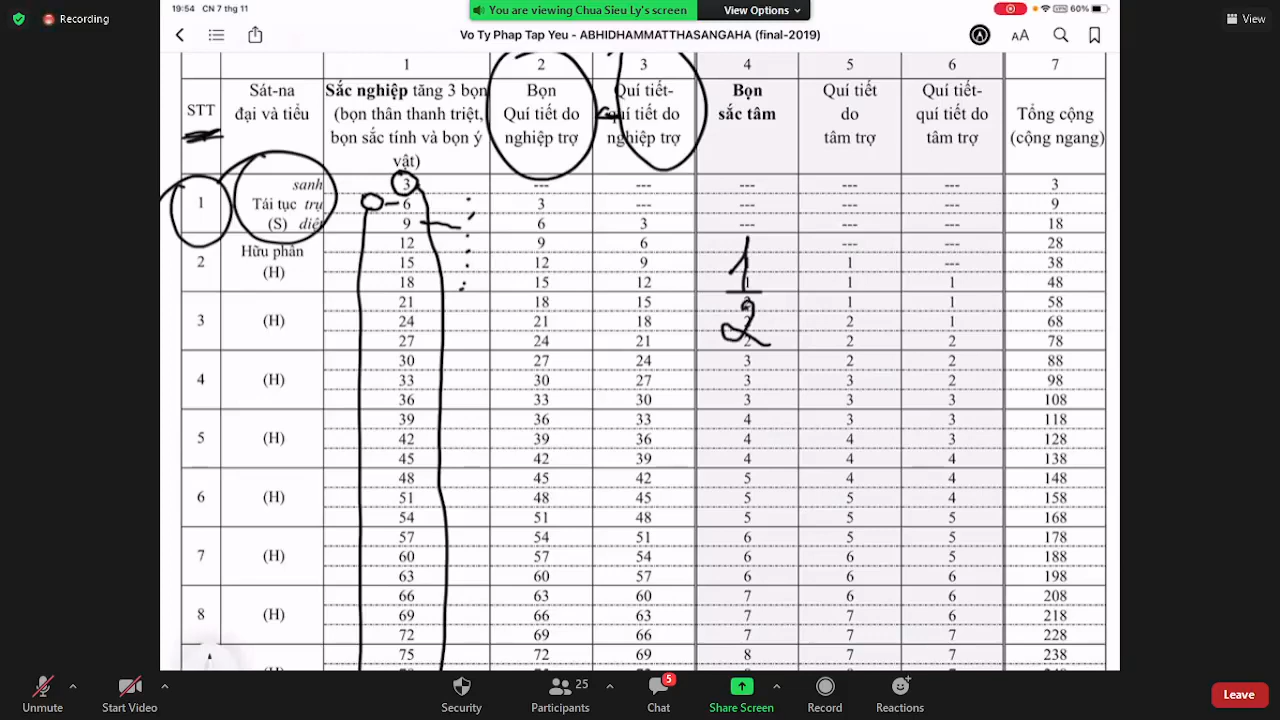 Recording
19:54 CN 7 thg 11
You are viewing Chua Sieu Ly's screen
View Options
60%
View
Vo Ty Phap Tap Yeu - ABHIDHAMMATTHASANGAHA (final-2019)
AA
1 2 3 4 5 6 7
STT
Sát-na
đại và tiểu
Sắc nghiệp tăng 3 bọn
(bọn thân thanh triệt,
bọn sắc tính và bọn ý
vật)
Bọn
Quí tiết do
nghiệp trợ
Quí tiết-
quí tiết do
nghiệp trợ
Bọn
sắc tâm
Quí tiết
do
tâm trợ
Quí tiết-
quí tiết do
tâm trợ
Tổng cộng
(cộng ngang)
sanh 3 --- --- --- --- --- 3
1 Tái tục trụ 6 3 --- --- --- --- 9
(S) diệt 9 6 3 --- --- --- 18
Hữu phần 12 9 6 1 --- --- 28
2 (H) 15 12 9 1 --- 38
18 15 12 1 1 1 48
21 18 15 2 1 1 58
3 (H) 24 21 18 2 2 1 68
27 24 21 2 2 2 78
30 27 24 3 2 2 88
4 (H) 33 30 27 3 3 2 98
36 33 30 3 3 3 108
39 36 33 4 3 3 118
5 (H) 42 39 36 4 4 3 128
45 42 39 4 4 4 138
48 45 42 5 4 4 148
6 (H) 51 48 45 5 5 4 158
54 51 48 5 5 5 168
57 54 51 6 5 5 178
7 (H) 60 57 54 6 6 5 188
63 60 57 6 6 6 198
66 63 60 7 6 6 208
8 (H) 69 66 63 7 7 6 218
72 69 66 7 7 7 228
75 72 69 8 7 7 238
Unmute
Start Video
Security
25
Participants
5
Chat
Share Screen
Record
Reactions
Leave